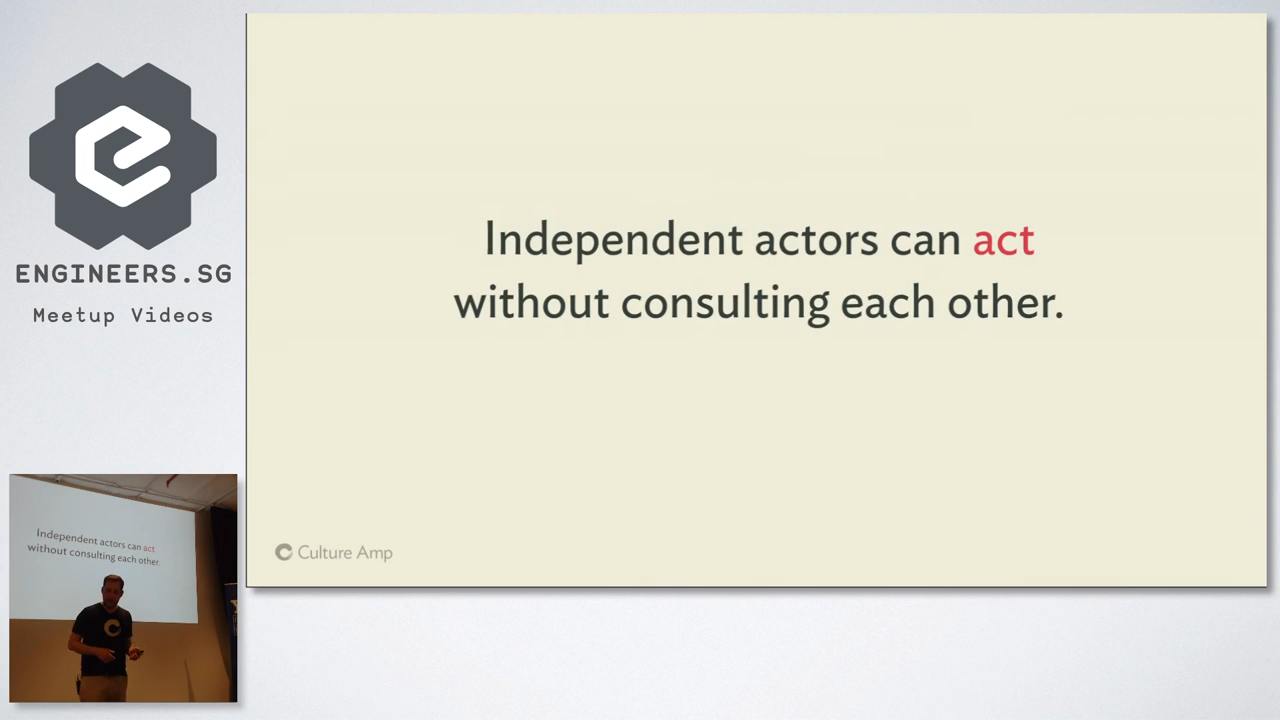 ENGINEERS.SG
Meetup Videos
Independent actors can act
without consulting each other.
Culture Amp
Independent actors can act
without consulting each other.